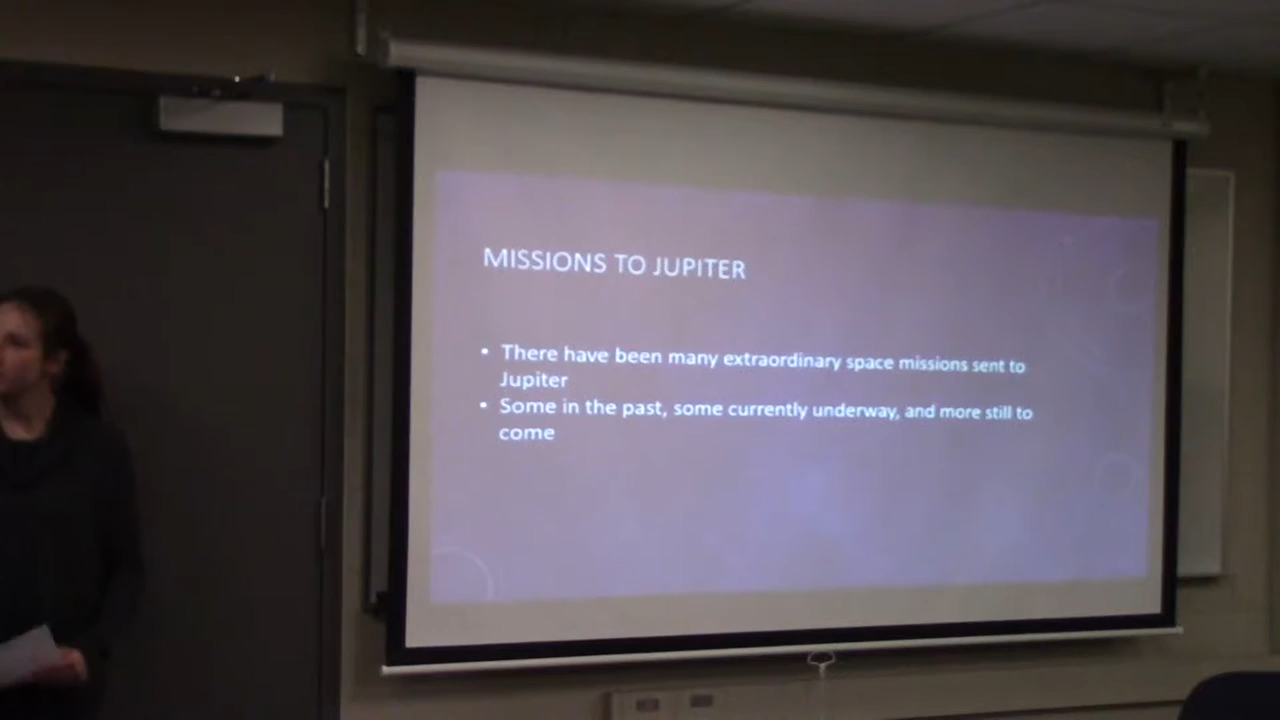 MISSIONS TO JUPITER
• There have been many extraordinary space missions sent to
Jupiter
• Some in the past, some currently underway, and more still to
come